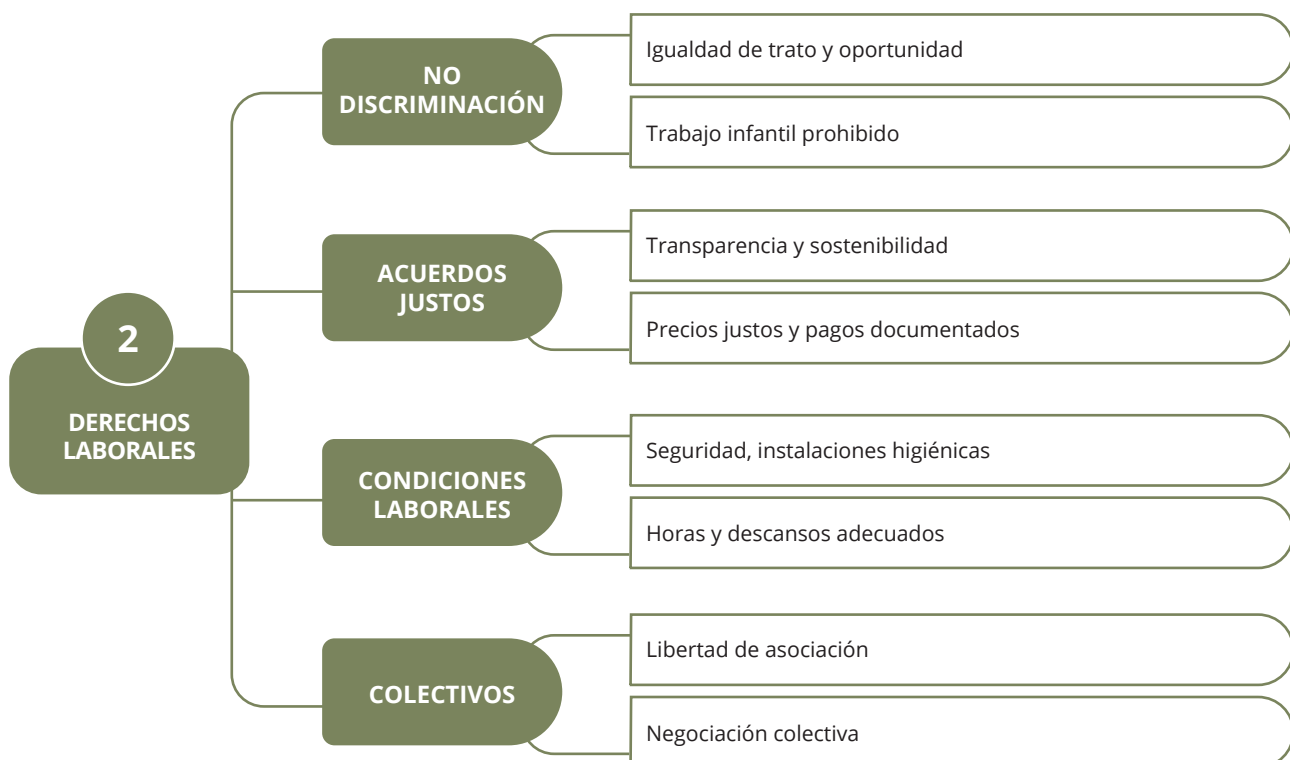 2
DERECHOS
LABORALES
NO
DISCRIMINACIÓN
Igualdad de trato y oportunidad
Trabajo infantil prohibido
ACUERDOS
JUSTOS
Transparencia y sostenibilidad
Precios justos y pagos documentados
CONDICIONES
LABORALES
Seguridad, instalaciones higiénicas
Horas y descansos adecuados
COLECTIVOS
Libertad de asociación
Negociación colectiva